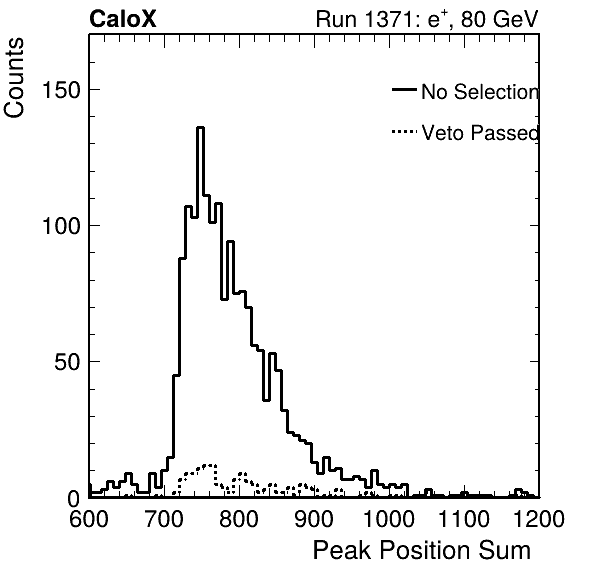 CaloX Run 1371: e⁺, 80 GeV
Counts
150
100
50
0
No Selection
Veto Passed
600 700 800 900 1000 1100 1200
Peak Position Sum